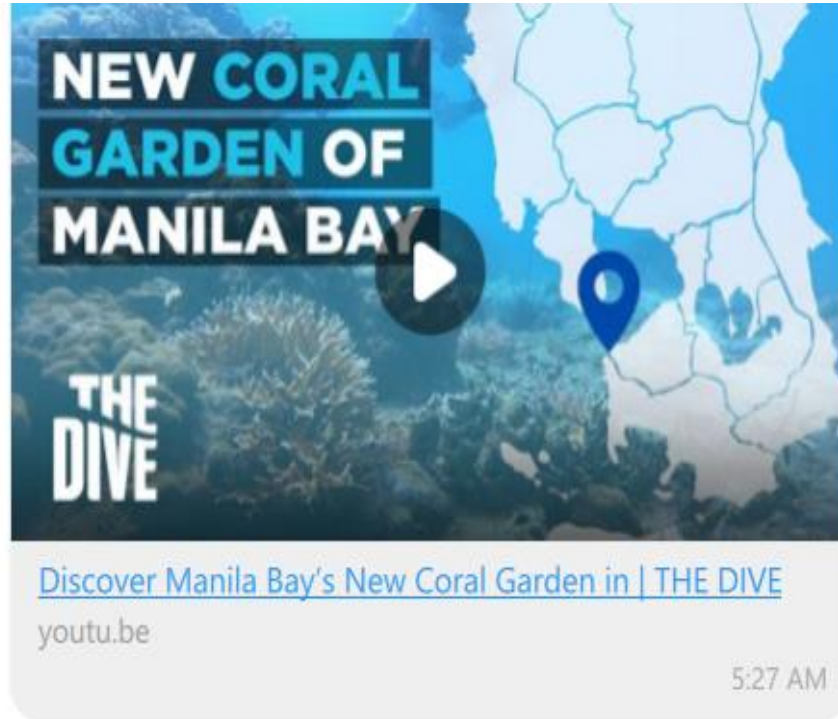 NEW CORAL
GARDEN OF
MANILA BAY
THE
DIVE
Discover Manila Bay's New Coral Garden in | THE DIVE
youtu.be
5:27 AM